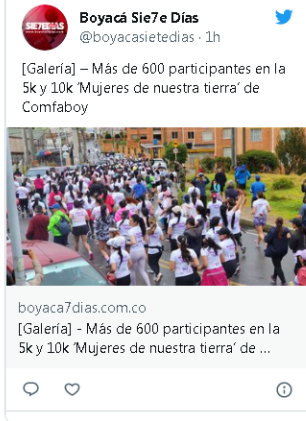 SIE7EDÍAS
Boyacá Sie7e Días
@boyacasietedias · 1h
[Galería] – Más de 600 participantes en la
5k y 10k ‘Mujeres de nuestra tierra’ de
Comfaboy
boyaca7dias.com.co
[Galería] - Más de 600 participantes en la
5k y 10k ‘Mujeres de nuestra tierra’ de ...